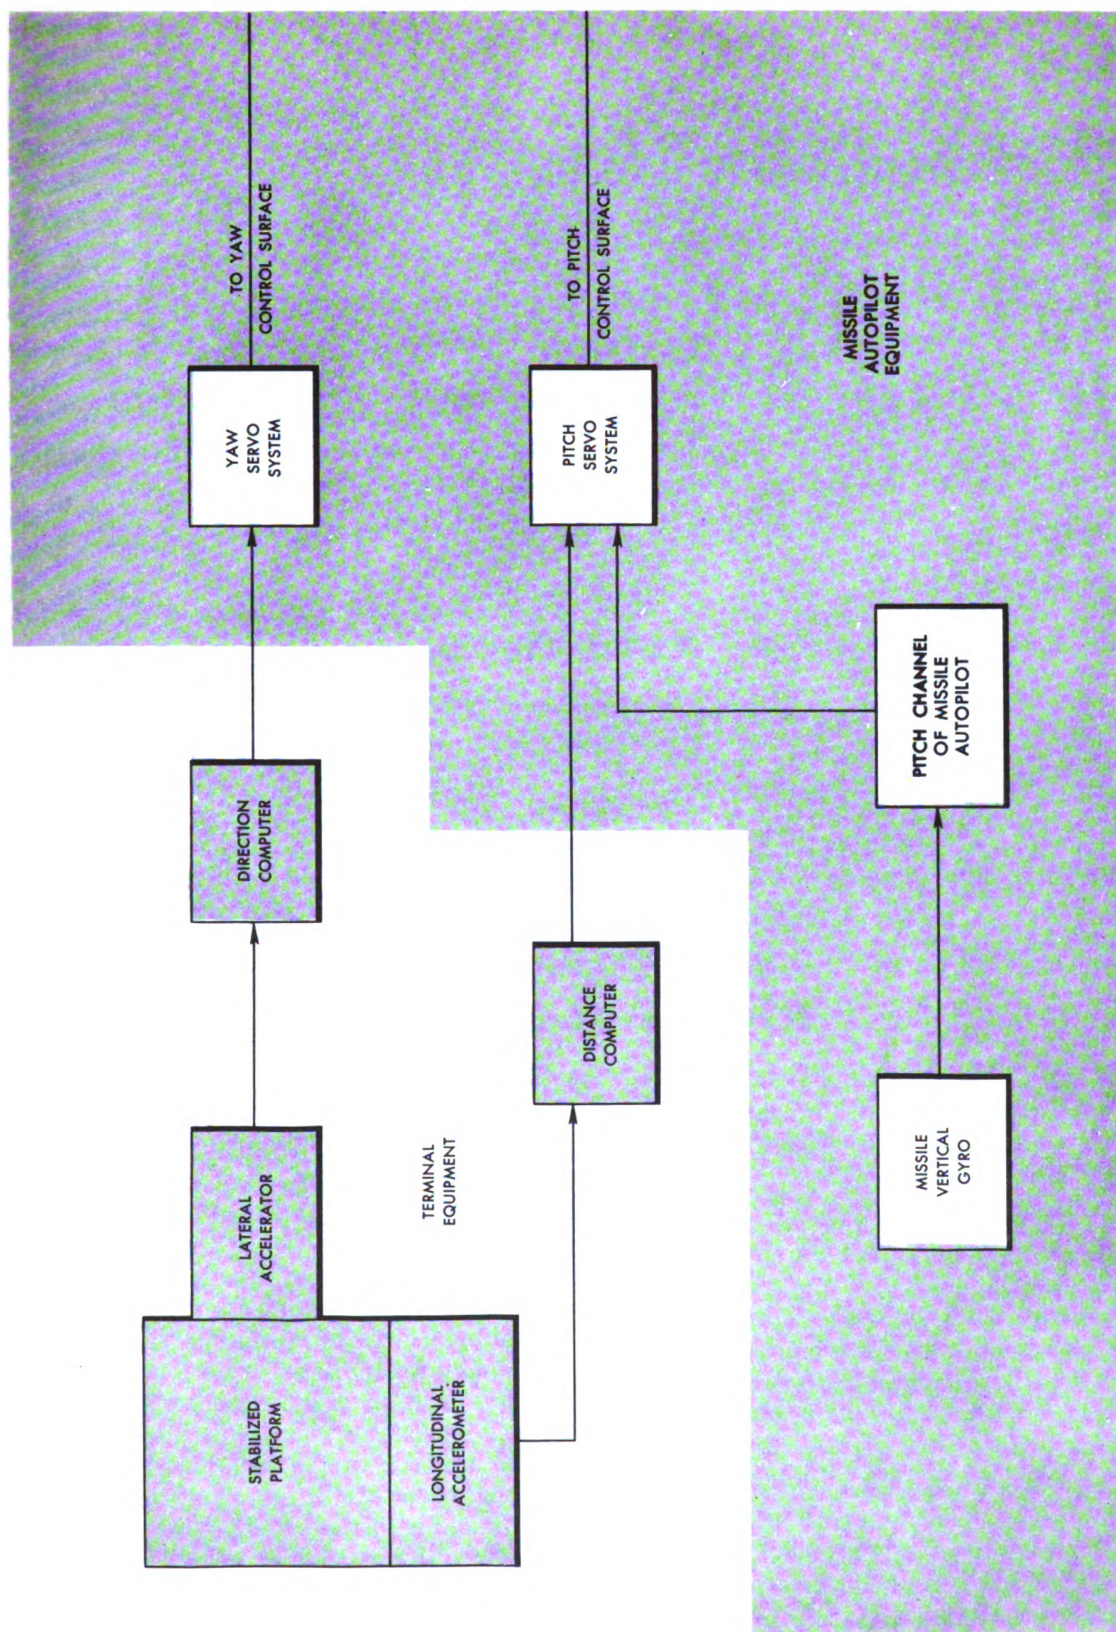 STABILIZED
PLATFORM
LATERAL
ACCELERATOR
DIRECTION
COMPUTER
YAW
SERVO
SYSTEM
TO YAW
CONTROL SURFACE
LONGITUDINAL
ACCELEROMETER
TERMINAL
EQUIPMENT
DISTANCE
COMPUTER
PITCH
SERVO
SYSTEM
TO PITCH
CONTROL SURFACE
MISSILE
VERTICAL
GYRO
PITCH CHANNEL
OF MISSILE
AUTOPILOT
MISSILE
AUTOPILOT
EQUIPMENT